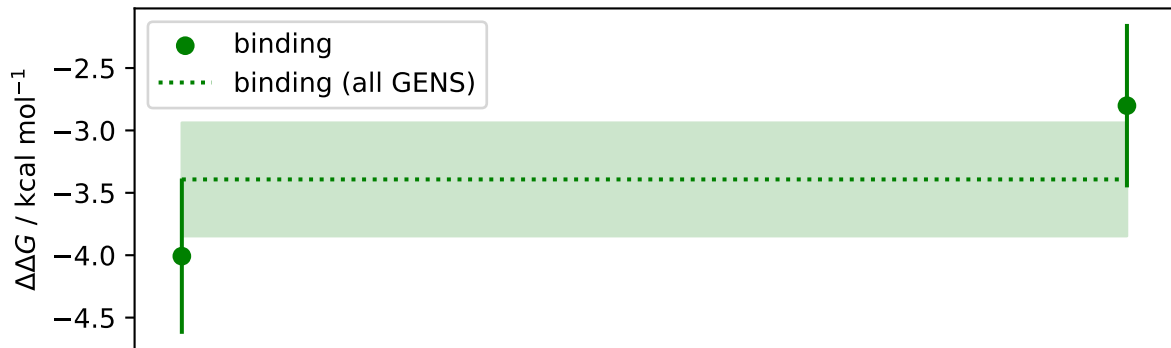 binding
binding (all GENS)
−2.5
−3.0
−3.5
−4.0
−4.5
ΔΔG / kcal mol⁻¹